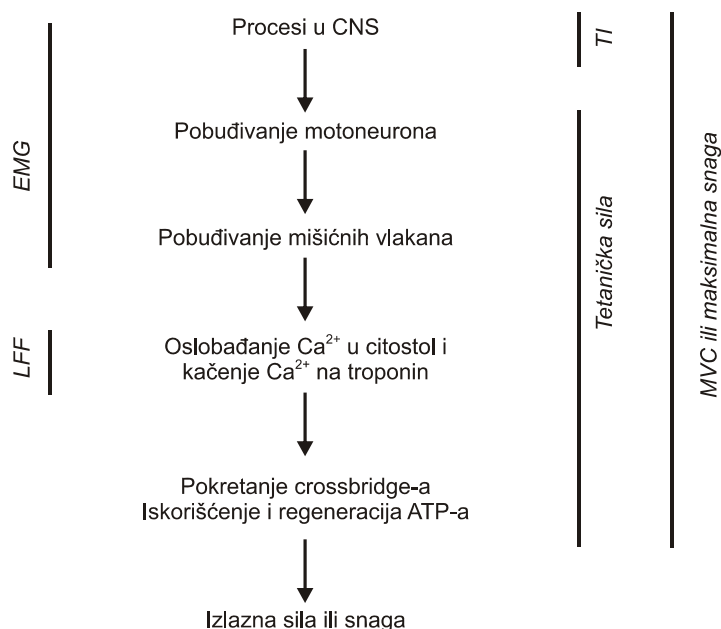 Procesi u CNS
Pobuđivanje motoneurona
Pobuđivanje mišićnih vlakana
Oslobađanje Ca²⁺ u citostol i
kačenje Ca²⁺ na troponin
Pokretanje crossbridge-a
Iskorišćenje i regeneracija ATP-a
Izlazna sila ili snaga
EMG
LFF
TI
Tetanička sila
MVC ili maksimalna snaga